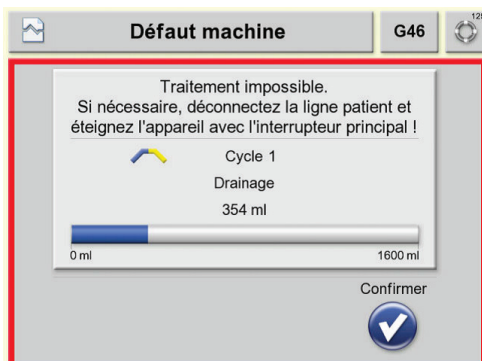 Défaut machine
G46
Traitement impossible.
Si nécessaire, déconnectez la ligne patient et
éteignez l'appareil avec l'interrupteur principal !
Cycle 1
Drainage
354 ml
0 ml
1600 ml
Confirmer